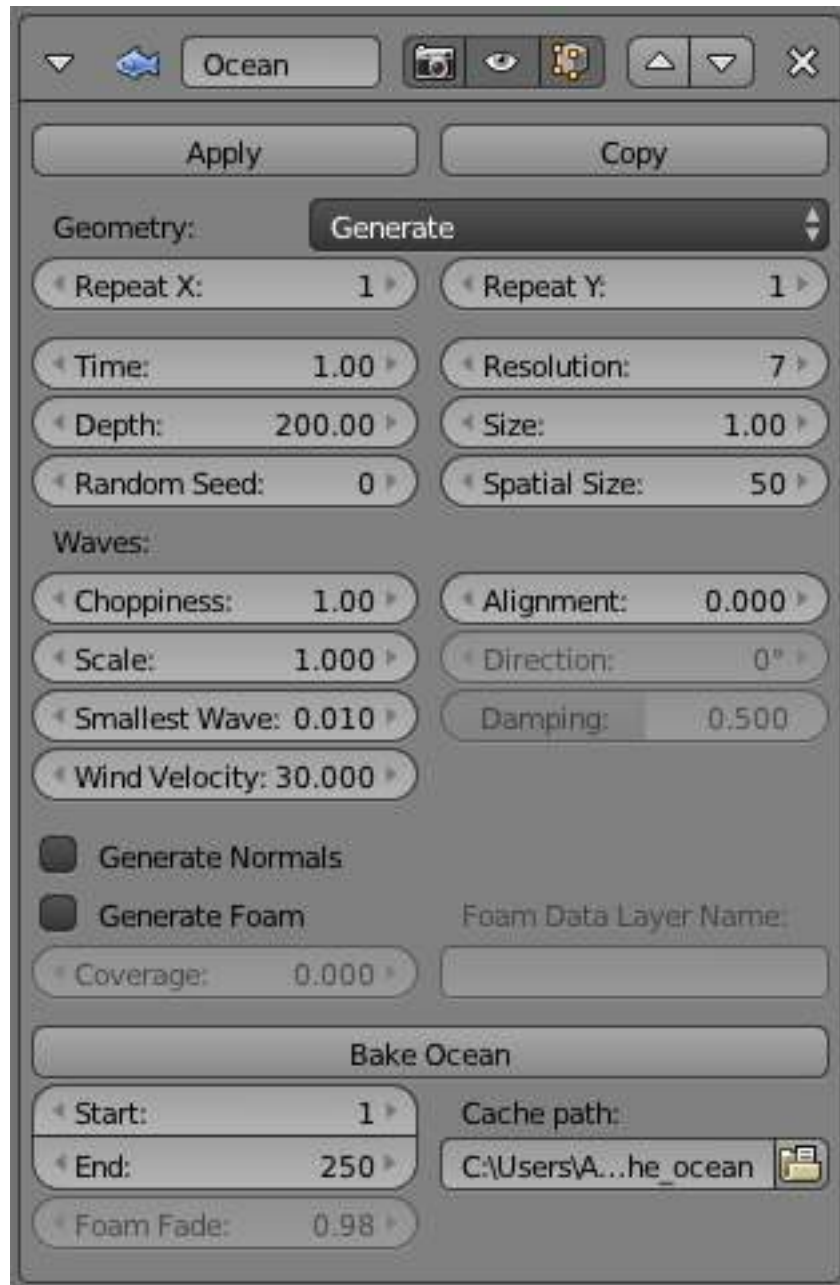 Ocean
Apply Copy
Geometry: Generate
Repeat X: 1 Repeat Y: 1
Time: 1.00 Resolution: 7
Depth: 200.00 Size: 1.00
Random Seed: 0 Spatial Size: 50
Waves:
Choppiness: 1.00 Alignment: 0.000
Scale: 1.000 Direction: 0°
Smallest Wave: 0.010 Damping: 0.500
Wind Velocity: 30.000
Generate Normals
Generate Foam Foam Data Layer Name:
Coverage: 0.000
Bake Ocean
Start: 1 Cache path:
End: 250 C:\Users\A...he_ocean
Foam Fade: 0.98